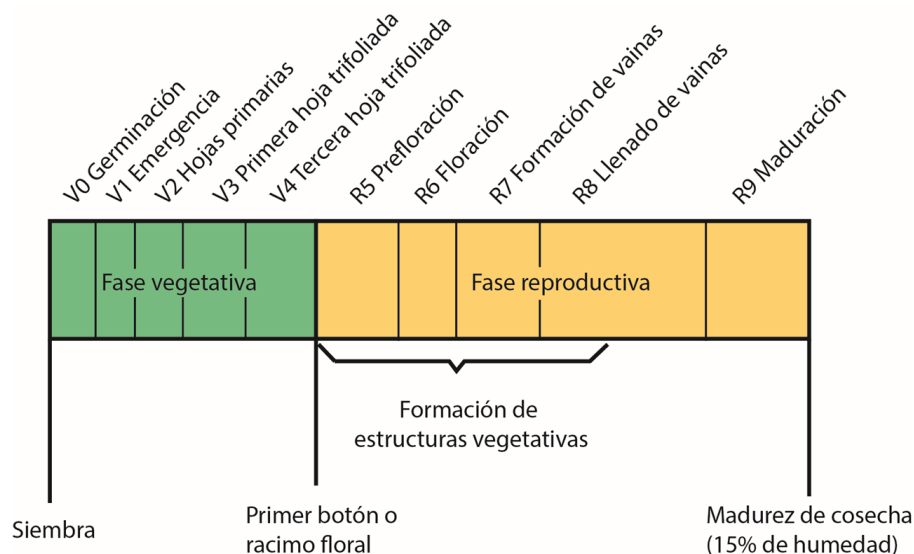 V0 Germinación
V1 Emergencia
V2 Hojas primarias
V3 Primera hoja trifoliada
V4 Tercera hoja trifoliada
R5 Prefloración
R6 Floración
R7 Formación de vainas
R8 Llenado de vainas
R9 Maduración
Fase vegetativa
Fase reproductiva
Formación de
estructuras vegetativas
Siembra
Primer botón o
racimo floral
Madurez de cosecha
(15% de humedad)